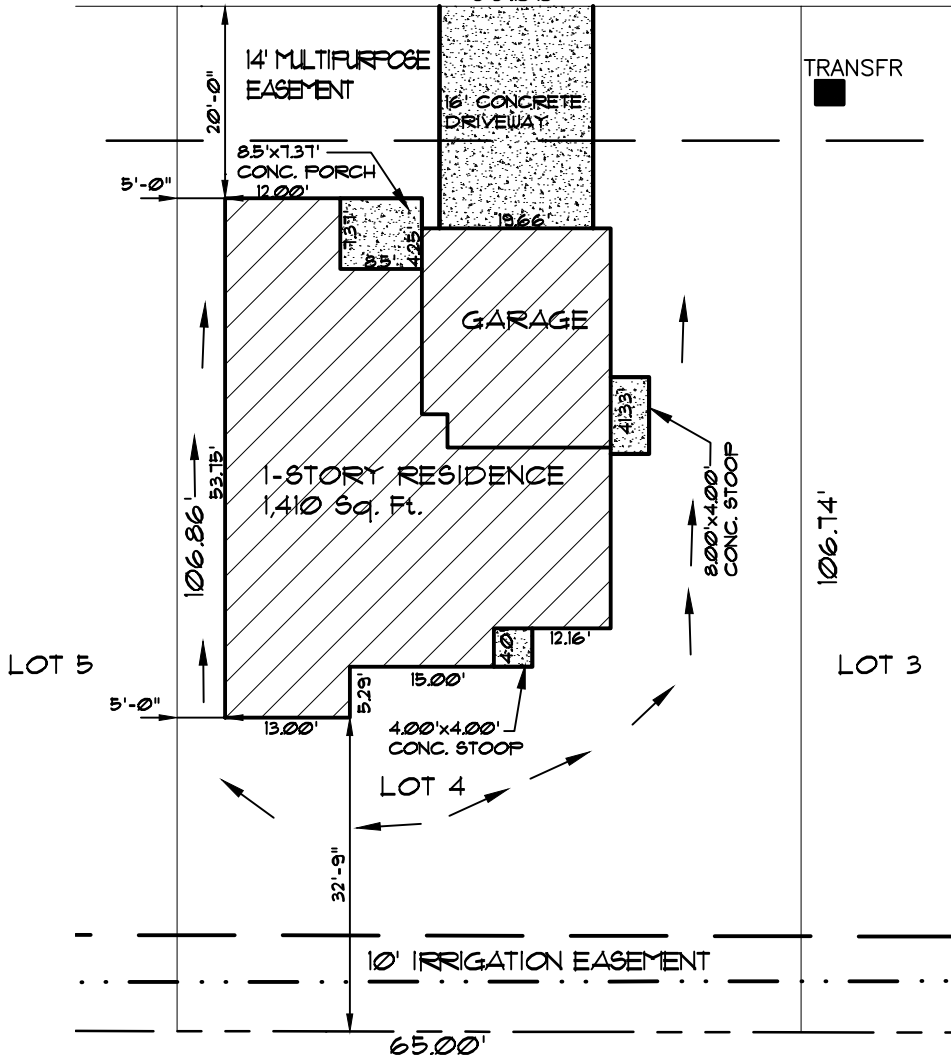 14' MULTIPURPOSE
EASEMENT
20'-0"
16' CONCRETE
DRIVEWAY
TRANSFR
8.5'x7.37'
CONC. PORCH
5'-0"
12.00'
7.37'
8.5'
4.25
19.66'
GARAGE
41.33'
8.00'x4.00'
CONC. STOOP
53.75'
106.86'
1-STORY RESIDENCE
1,410 Sq. Ft.
106.74'
LOT 5
LOT 3
12.16'
4.0'
15.00'
5.29'
5'-0"
13.00'
4.00'x4.00'
CONC. STOOP
LOT 4
32'-9"
10' IRRIGATION EASEMENT
65.00'